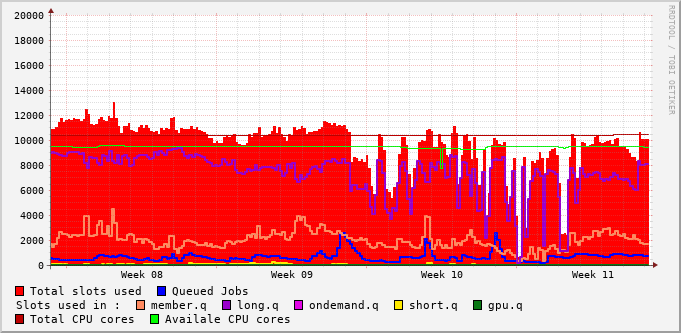 20000
18000
16000
14000
12000
10000
8000
6000
4000
2000
0
Week 08 Week 09 Week 10 Week 11
RRDTOOL / TOBI OETIKER
Total slots used Queued Jobs
Slots used in : member.q long.q ondemand.q short.q gpu.q
Total CPU cores Availale CPU cores